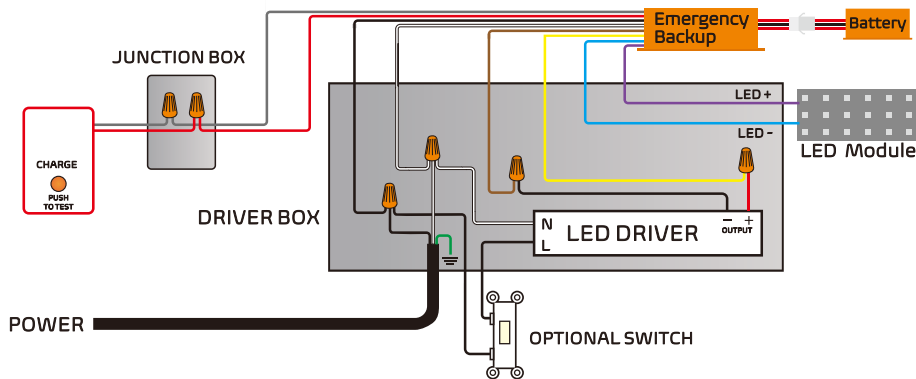 Emergency
Backup
Battery
JUNCTION BOX
LED +
LED -
LED Module
CHARGE
PUSH
TO TEST
DRIVER BOX
N
L
LED DRIVER
− +
OUTPUT
POWER
OPTIONAL SWITCH